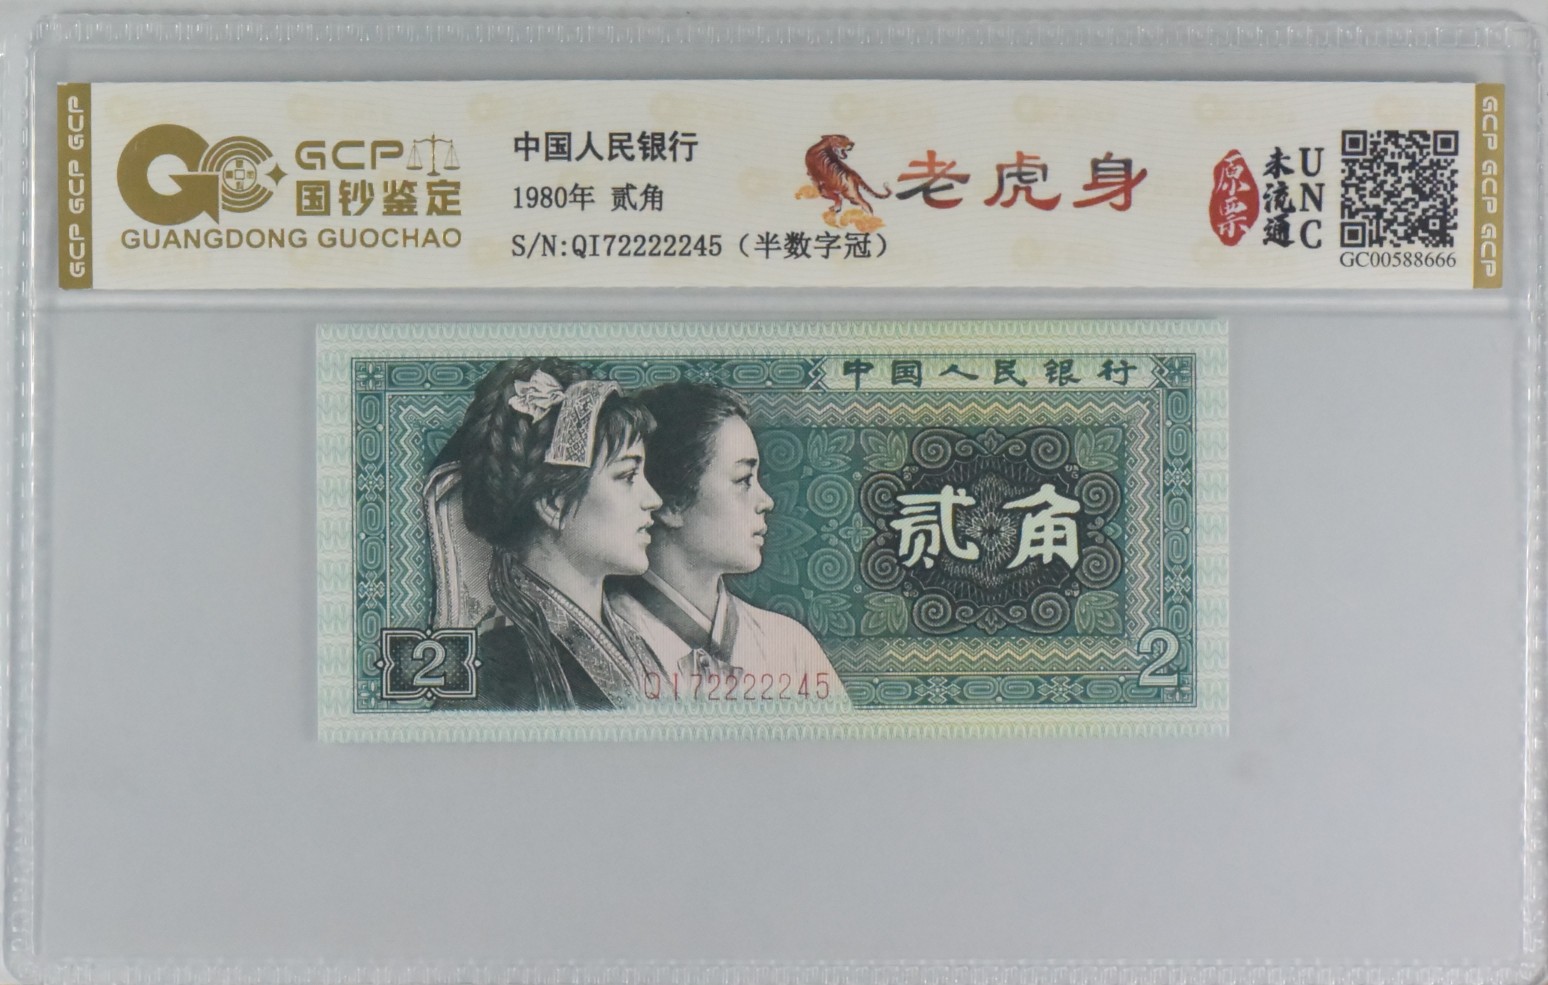 GCP GCP GCP
GCP
国钞鉴定
GUANGDONG GUOCHAO
中国人民银行
1980年 贰角
S/N:QI72222245（半数字冠）
老虎身
原票
未流通
UNC
GC00588666
GCP GCP GCP
中国人民银行
贰角
2
QI72222245
2